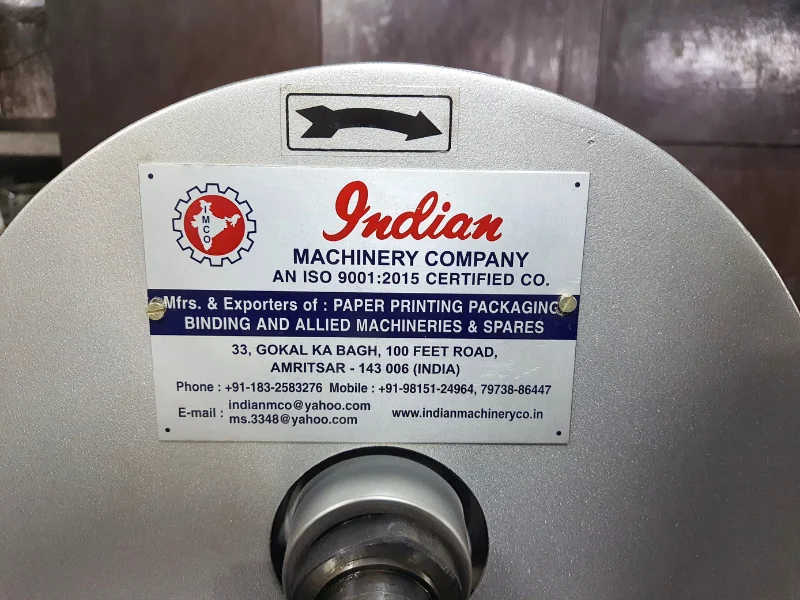 IMCO
Indian
MACHINERY COMPANY
AN ISO 9001:2015 CERTIFIED CO.
Mfrs. & Exporters of : PAPER PRINTING PACKAGING
BINDING AND ALLIED MACHINERIES & SPARES
33, GOKAL KA BAGH, 100 FEET ROAD,
AMRITSAR - 143 006 (INDIA)
Phone : +91-183-2583276 Mobile : +91-98151-24964, 79738-86447
E-mail : indianmco@yahoo.com www.indianmachineryco.in
ms.3348@yahoo.com